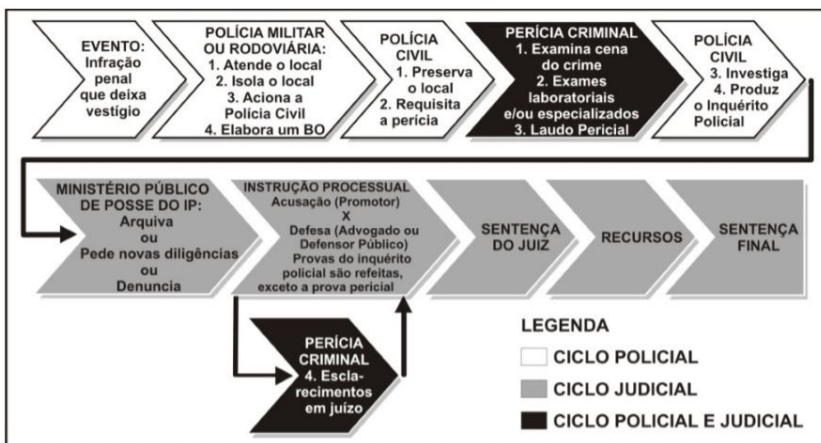 EVENTO:
Infração
penal
que deixa
vestígio
POLÍCIA MILITAR
OU RODOVIÁRIA:
1. Atende o local
2. Isola o local
3. Aciona a
Polícia Civil
4. Elabora um BO
POLÍCIA
CIVIL
1. Preserva
o local
2. Requisita
a perícia
PERÍCIA CRIMINAL
1. Examina cena
do crime
2. Exames
laboratoriais
e/ou especializados
3. Laudo Pericial
POLÍCIA
CIVIL
3. Investiga
4. Produz
o Inquérito
Policial
MINISTÉRIO PÚBLICO
DE POSSE DO IP:
Arquiva
ou
Pede novas diligências
ou
Denuncia
INSTRUÇÃO PROCESSUAL
Acusação (Promotor)
X
Defesa (Advogado ou
Defensor Público)
Provas do inquérito
policial são refeitas,
exceto a prova pericial
SENTENÇA
DO JUIZ
RECURSOS
SENTENÇA
FINAL
PERÍCIA
CRIMINAL
4. Escla-
recimentos
em juízo
LEGENDA
CICLO POLICIAL
CICLO JUDICIAL
CICLO POLICIAL E JUDICIAL